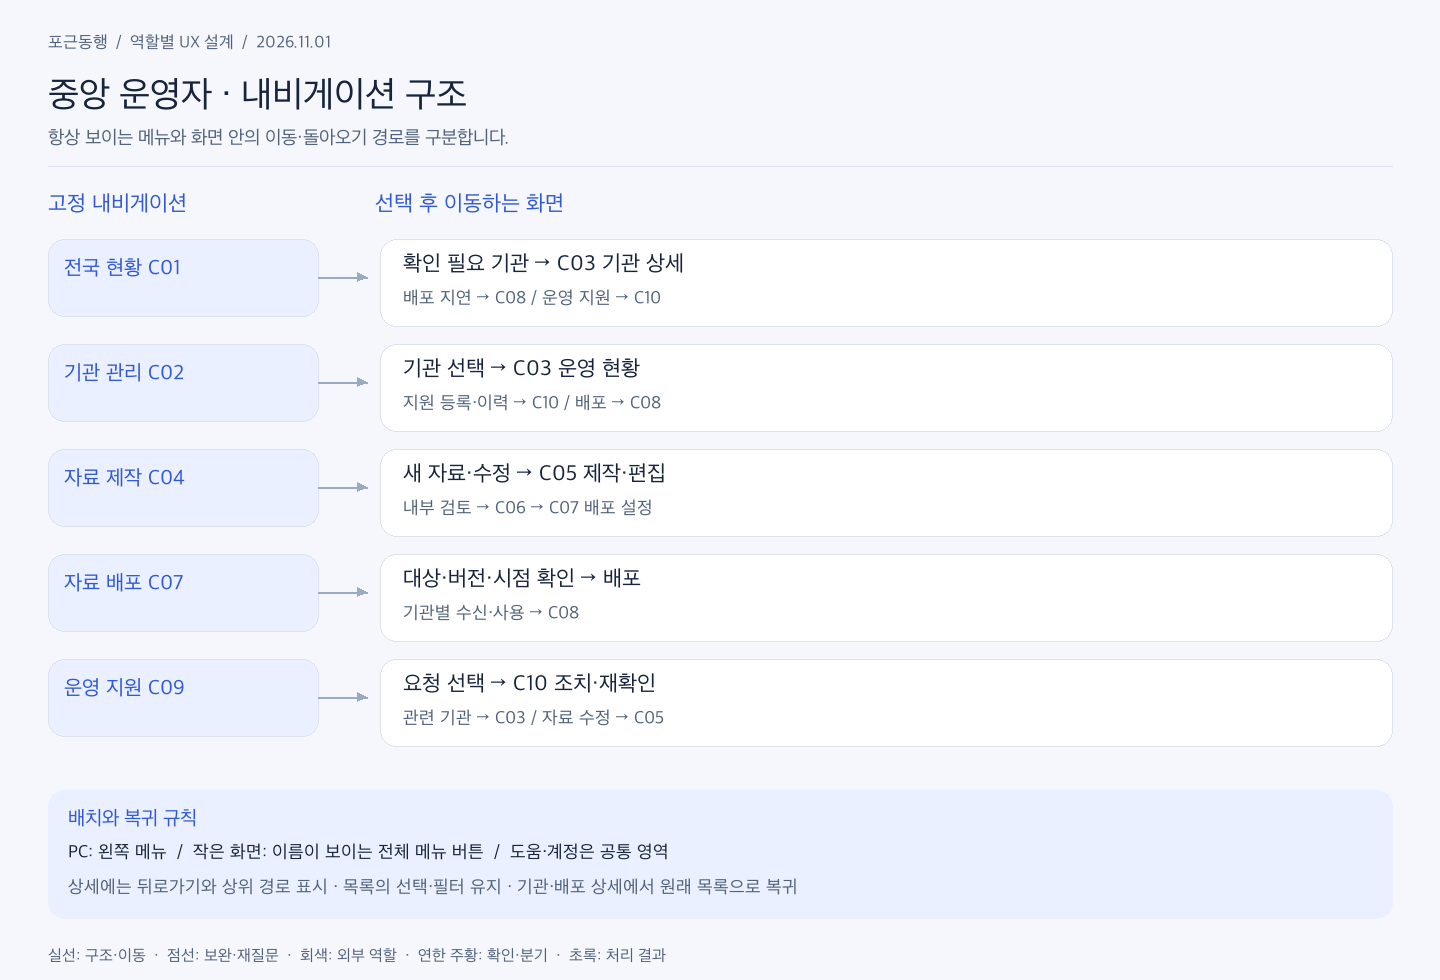 포근동행 / 역할별 UX 설계 / 2026.11.01
중앙 운영자 · 내비게이션 구조
항상 보이는 메뉴와 화면 안의 이동·돌아오기 경로를 구분합니다.
고정 내비게이션
선택 후 이동하는 화면
전국 현황 C01
확인 필요 기관 → C03 기관 상세
배포 지연 → C08 / 운영 지원 → C10
기관 관리 C02
기관 선택 → C03 운영 현황
지원 등록·이력 → C10 / 배포 → C08
자료 제작 C04
새 자료·수정 → C05 제작·편집
내부 검토 → C06 → C07 배포 설정
자료 배포 C07
대상·버전·시점 확인 → 배포
기관별 수신·사용 → C08
운영 지원 C09
요청 선택 → C10 조치·재확인
관련 기관 → C03 / 자료 수정 → C05
배치와 복귀 규칙
PC: 왼쪽 메뉴 / 작은 화면: 이름이 보이는 전체 메뉴 버튼 / 도움·계정은 공통 영역
상세에는 뒤로가기와 상위 경로 표시 · 목록의 선택·필터 유지 · 기관·배포 상세에서 원래 목록으로 복귀
실선: 구조·이동 · 점선: 보완·재질문 · 회색: 외부 역할 · 연한 주황: 확인·분기 · 초록: 처리 결과